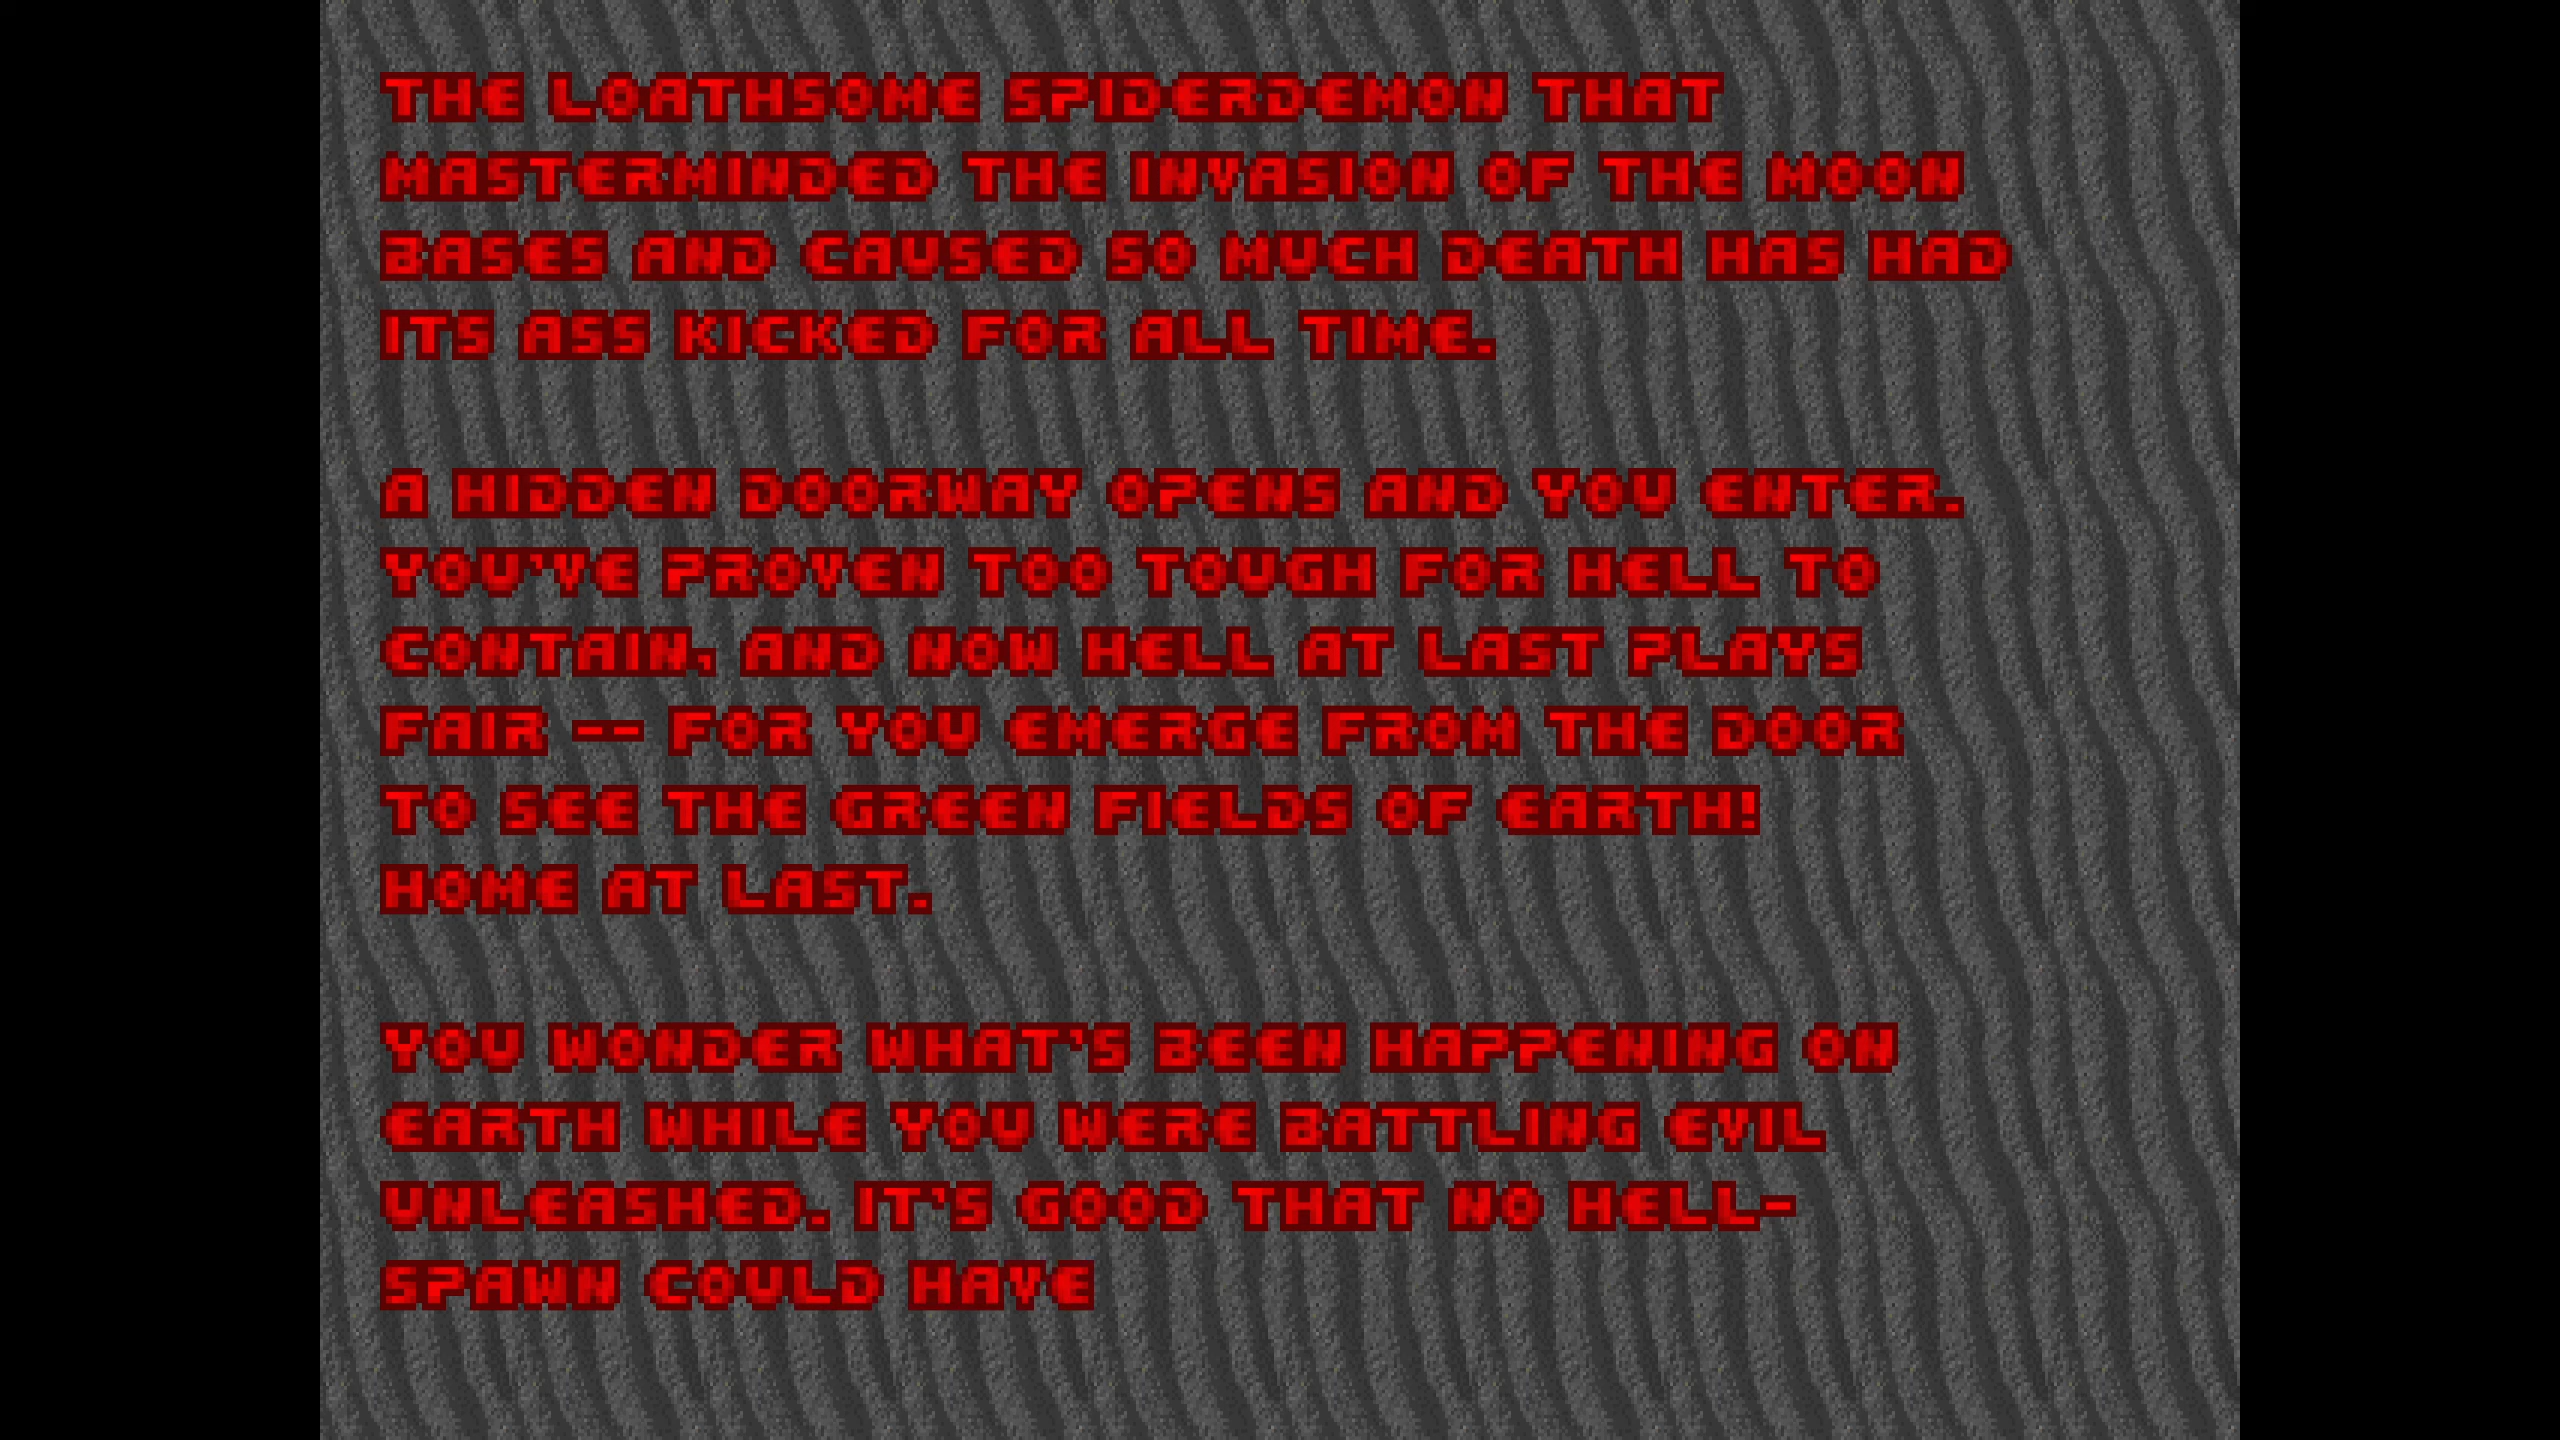 THE LOATHSOME SPIDERDEMON THAT
MASTERMINDED THE INVASION OF THE MOON
BASES AND CAUSED SO MUCH DEATH HAS HAD
ITS ASS KICKED FOR ALL TIME.
A HIDDEN DOORWAY OPENS AND YOU ENTER.
YOU'VE PROVEN TOO TOUGH FOR HELL TO
CONTAIN, AND NOW HELL AT LAST PLAYS
FAIR -- FOR YOU EMERGE FROM THE DOOR
TO SEE THE GREEN FIELDS OF EARTH!
HOME AT LAST.
YOU WONDER WHAT'S BEEN HAPPENING ON
EARTH WHILE YOU WERE BATTLING EVIL
UNLEASHED. IT'S GOOD THAT NO HELL-
SPAWN COULD HAVE